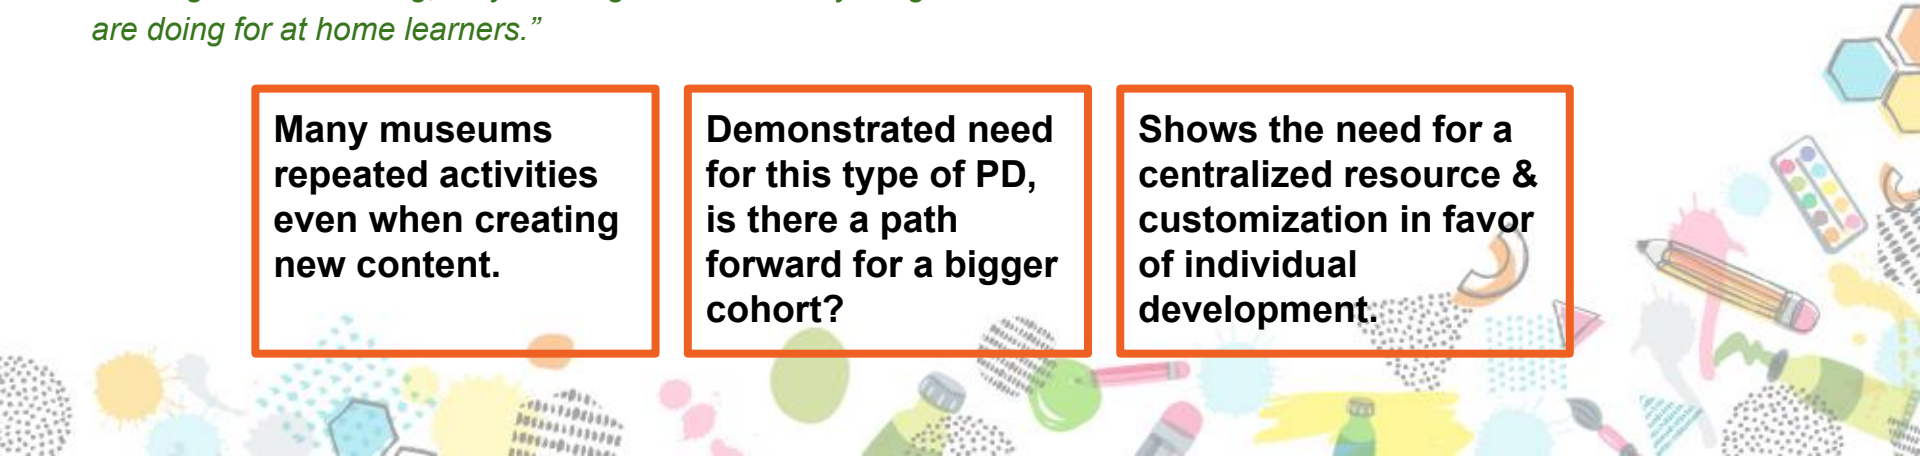 are doing for at home learners.”
Many museums
repeated activities
even when creating
new content.
Demonstrated need
for this type of PD,
is there a path
forward for a bigger
cohort?
Shows the need for a
centralized resource &
customization in favor
of individual
development.